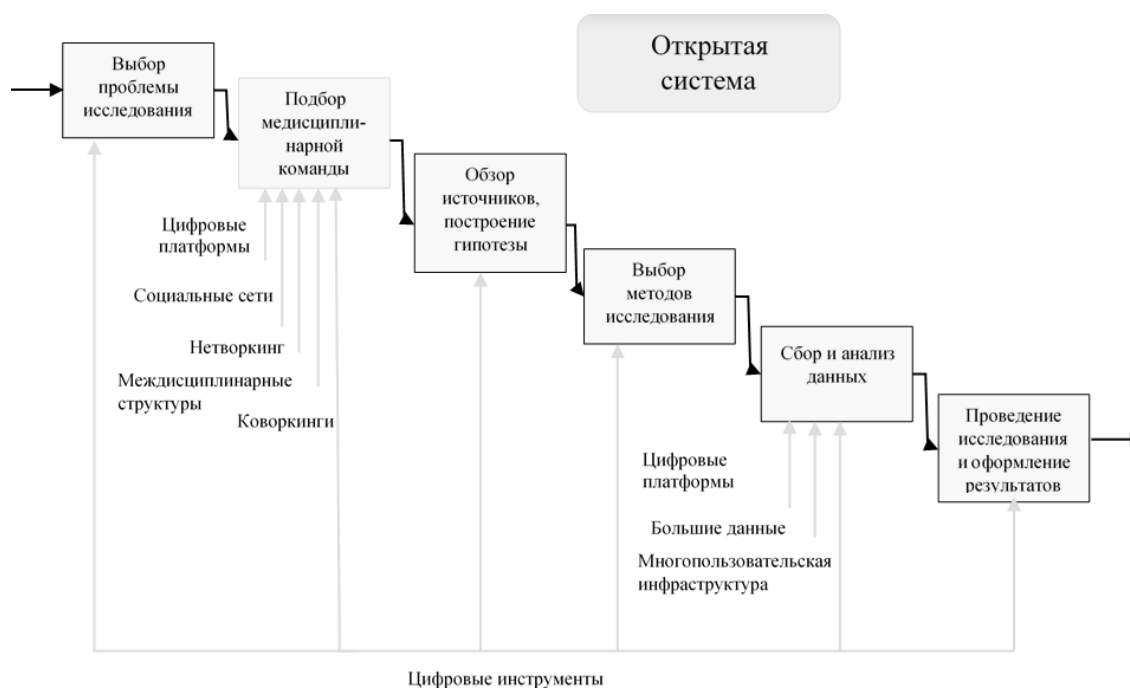 Открытая
система
Выбор
проблемы
исследования
Подбор
медисципли-
нарной
команды
Обзор
источников,
построение
гипотезы
Выбор
методов
исследования
Сбор и анализ
данных
Проведение
исследования
и оформление
результатов
Цифровые
платформы
Социальные сети
Нетворкинг
Междисциплинарные
структуры
Коворкинги
Цифровые
платформы
Большие данные
Многопользовательская
инфраструктура
Цифровые инструменты